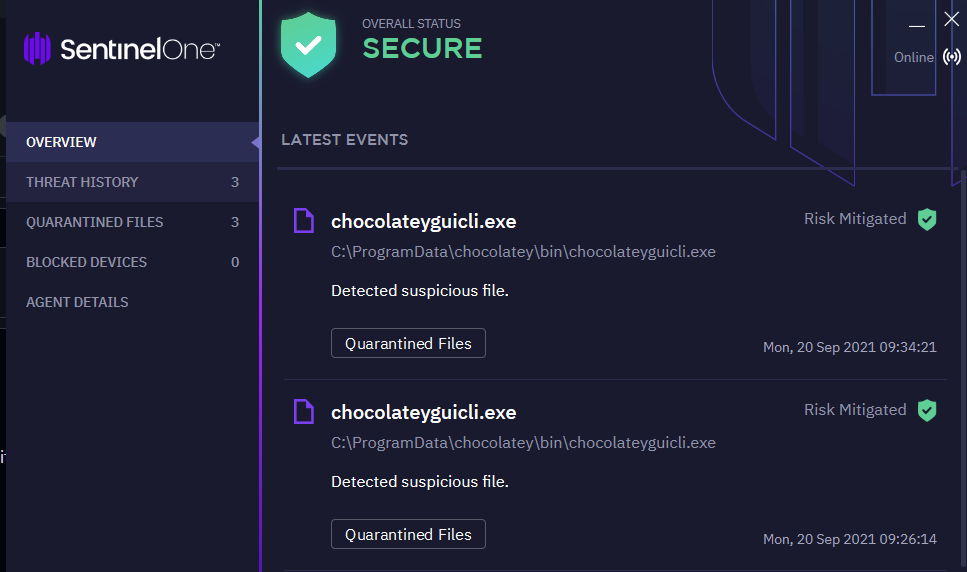 SentinelOne™
OVERALL STATUS
SECURE
Online
OVERVIEW
THREAT HISTORY 3
QUARANTINED FILES 3
BLOCKED DEVICES 0
AGENT DETAILS
LATEST EVENTS
chocolateyguicli.exe
Risk Mitigated
C:\ProgramData\chocolatey\bin\chocolateyguicli.exe
Detected suspicious file.
Quarantined Files
Mon, 20 Sep 2021 09:34:21
chocolateyguicli.exe
Risk Mitigated
C:\ProgramData\chocolatey\bin\chocolateyguicli.exe
Detected suspicious file.
Quarantined Files
Mon, 20 Sep 2021 09:26:14